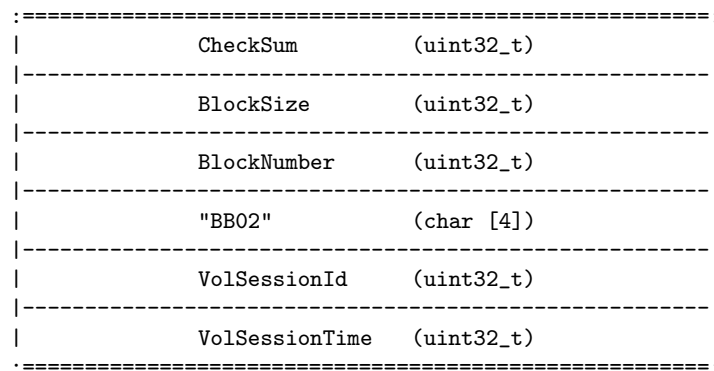 :=======================================================
|              CheckSum         (uint32_t)
|-------------------------------------------------------
|              BlockSize        (uint32_t)
|-------------------------------------------------------
|              BlockNumber      (uint32_t)
|-------------------------------------------------------
|              "BB02"           (char [4])
|-------------------------------------------------------
|              VolSessionId     (uint32_t)
|-------------------------------------------------------
|              VolSessionTime   (uint32_t)
:=======================================================